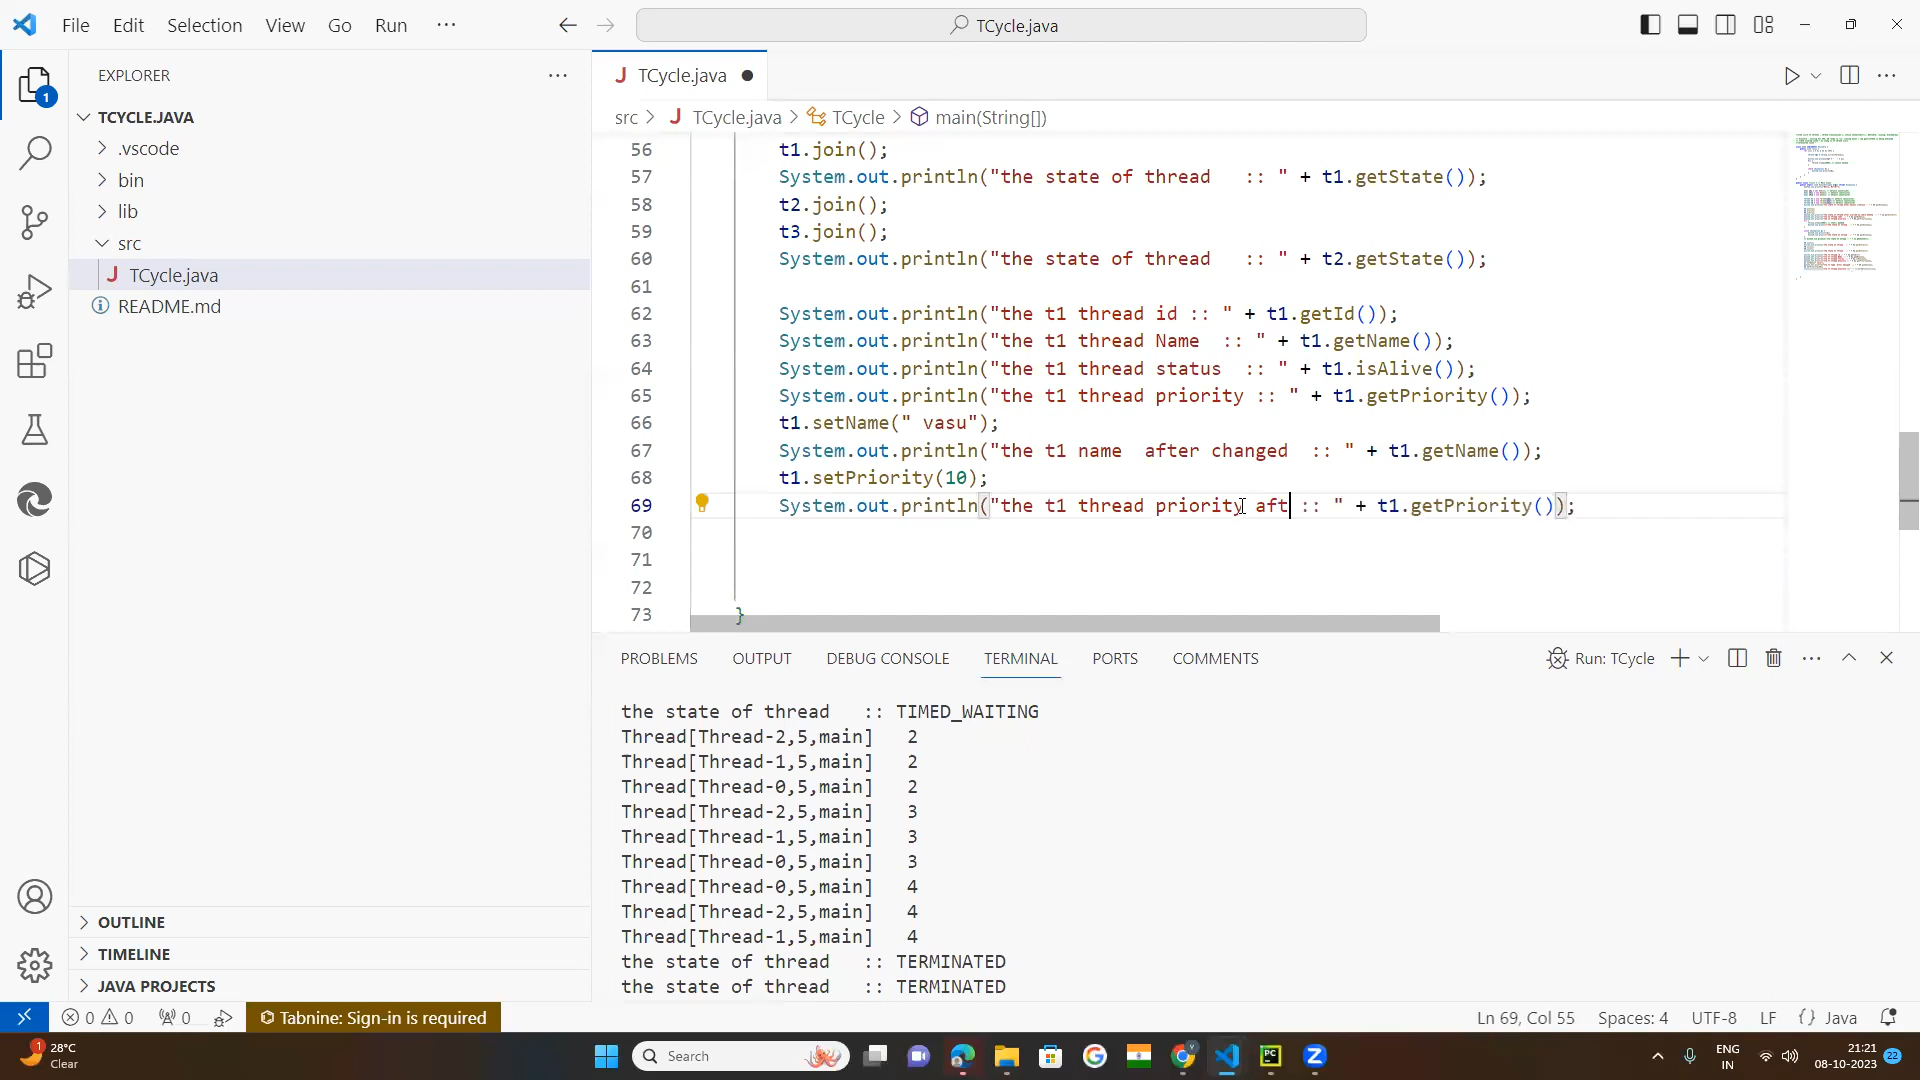 File Edit Selection View Go Run ···
TCycle.java
EXPLORER
TCYCLE.JAVA
.vscode
bin
lib
src
J TCycle.java
README.md
OUTLINE
TIMELINE
JAVA PROJECTS
1
J TCycle.java
src > J TCycle.java > TCycle > main(String[])
56 t1.join();
57 System.out.println("the state of thread   :: " + t1.getState());
58 t2.join();
59 t3.join();
60 System.out.println("the state of thread   :: " + t2.getState());
61
62 System.out.println("the t1 thread id :: " + t1.getId());
63 System.out.println("the t1 thread Name  :: " + t1.getName());
64 System.out.println("the t1 thread status  :: " + t1.isAlive());
65 System.out.println("the t1 thread priority :: " + t1.getPriority());
66 t1.setName(" vasu");
67 System.out.println("the t1 name  after changed  :: " + t1.getName());
68 t1.setPriority(10);
69 System.out.println("the t1 thread priority aft :: " + t1.getPriority());
70
71
72
73 }
PROBLEMS OUTPUT DEBUG CONSOLE TERMINAL PORTS COMMENTS
Run: TCycle
the state of thread   :: TIMED_WAITING
Thread[Thread-2,5,main]   2
Thread[Thread-1,5,main]   2
Thread[Thread-0,5,main]   2
Thread[Thread-2,5,main]   3
Thread[Thread-1,5,main]   3
Thread[Thread-0,5,main]   3
Thread[Thread-0,5,main]   4
Thread[Thread-2,5,main]   4
Thread[Thread-1,5,main]   4
the state of thread   :: TERMINATED
the state of thread   :: TERMINATED
0 0 0 Tabnine: Sign-in is required
Ln 69, Col 55 Spaces: 4 UTF-8 LF {} Java
1 28°C
Clear
Search
PC
Z
ENG
IN
21:21
08-10-2023
22